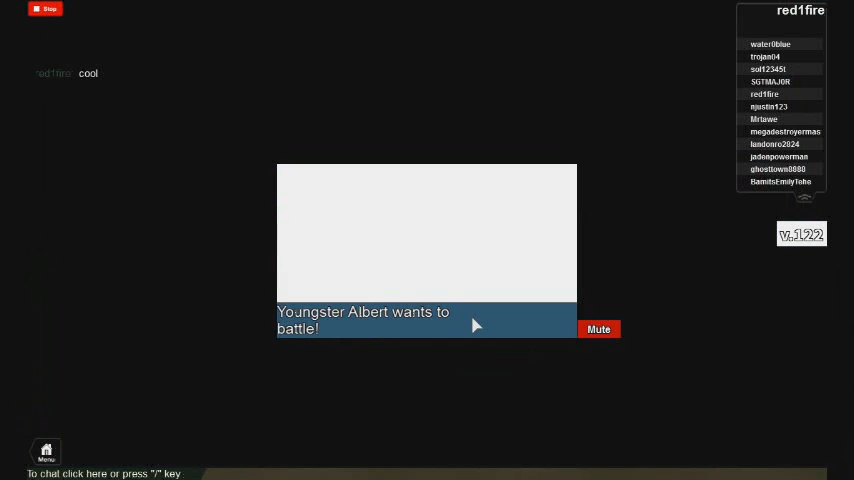 Stop
red1fire
water0blue
trojan04
sol12345t
SGTMAJ0R
red1fire
njustin123
Mrtawe
megadestroyermas
landonro2824
jadenpowerman
ghosttown8880
BamitsEmilyTehe
red1fire cool
v.122
Youngster Albert wants to
battle!
Mute
Menu
To chat click here or press "/" key